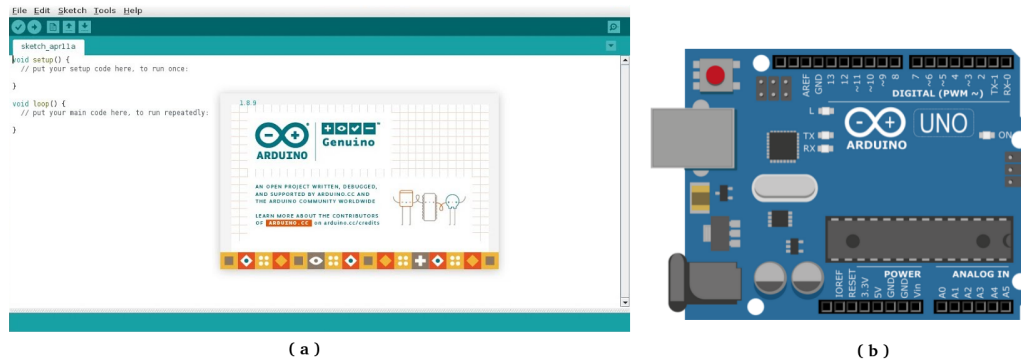 File Edit Sketch Tools Help
sketch_apr11a
void setup() {
// put your setup code here, to run once:
}
void loop() {
// put your main code here, to run repeatedly:
}
1.8.9
ARDUINO
Genuino
AN OPEN PROJECT WRITTEN, DEBUGGED,
AND SUPPORTED BY ARDUINO.CC AND
THE ARDUINO COMMUNITY WORLDWIDE
LEARN MORE ABOUT THE CONTRIBUTORS
OF ARDUINO.CC on arduino.cc/credits
(a)
AREF
GND
13
12
~11
~10
~9
8
7
~6
~5
4
~3
2
TX-1
RX-0
DIGITAL (PWM ~)
L
TX
RX
ARDUINO
UNO
ON
POWER
ANALOG IN
IOREF
RESET
3.3V
5V
GND
GND
Vin
A0
A1
A2
A3
A4
A5
(b)